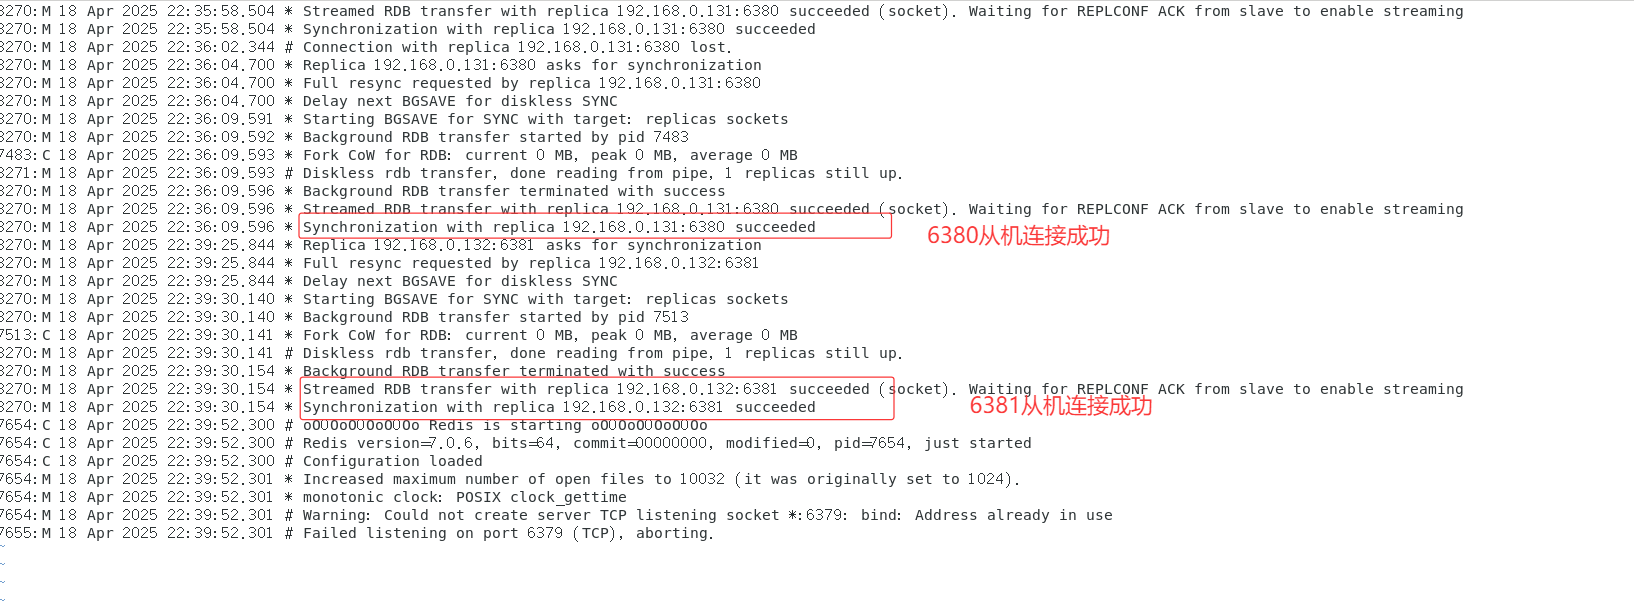 3270:M 18 Apr 2025 22:35:58.504 * Streamed RDB transfer with replica 192.168.0.131:6380 succeeded (socket). Waiting for REPLCONF ACK from slave to enable streaming
3270:M 18 Apr 2025 22:35:58.504 * Synchronization with replica 192.168.0.131:6380 succeeded
3270:M 18 Apr 2025 22:36:02.344 # Connection with replica 192.168.0.131:6380 lost.
3270:M 18 Apr 2025 22:36:04.700 * Replica 192.168.0.131:6380 asks for synchronization
3270:M 18 Apr 2025 22:36:04.700 * Full resync requested by replica 192.168.0.131:6380
3270:M 18 Apr 2025 22:36:04.700 * Delay next BGSAVE for diskless SYNC
3270:M 18 Apr 2025 22:36:09.591 * Starting BGSAVE for SYNC with target: replicas sockets
3270:M 18 Apr 2025 22:36:09.592 * Background RDB transfer started by pid 7483
7483:C 18 Apr 2025 22:36:09.593 * Fork CoW for RDB: current 0 MB, peak 0 MB, average 0 MB
3271:M 18 Apr 2025 22:36:09.593 # Diskless rdb transfer, done reading from pipe, 1 replicas still up.
3270:M 18 Apr 2025 22:36:09.596 * Background RDB transfer terminated with success
3270:M 18 Apr 2025 22:36:09.596 * Streamed RDB transfer with replica 192.168.0.131:6380 succeeded (socket). Waiting for REPLCONF ACK from slave to enable streaming
3270:M 18 Apr 2025 22:36:09.596 * Synchronization with replica 192.168.0.131:6380 succeeded
6380从机连接成功
3270:M 18 Apr 2025 22:39:25.844 * Replica 192.168.0.132:6381 asks for synchronization
3270:M 18 Apr 2025 22:39:25.844 * Full resync requested by replica 192.168.0.132:6381
3270:M 18 Apr 2025 22:39:25.844 * Delay next BGSAVE for diskless SYNC
3270:M 18 Apr 2025 22:39:30.140 * Starting BGSAVE for SYNC with target: replicas sockets
3270:M 18 Apr 2025 22:39:30.140 * Background RDB transfer started by pid 7513
7513:C 18 Apr 2025 22:39:30.141 * Fork CoW for RDB: current 0 MB, peak 0 MB, average 0 MB
3270:M 18 Apr 2025 22:39:30.141 # Diskless rdb transfer, done reading from pipe, 1 replicas still up.
3270:M 18 Apr 2025 22:39:30.154 * Background RDB transfer terminated with success
3270:M 18 Apr 2025 22:39:30.154 * Streamed RDB transfer with replica 192.168.0.132:6381 succeeded (socket). Waiting for REPLCONF ACK from slave to enable streaming
3270:M 18 Apr 2025 22:39:30.154 * Synchronization with replica 192.168.0.132:6381 succeeded
6381从机连接成功
7654:C 18 Apr 2025 22:39:52.300 # oO0OoO0OoO0Oo Redis is starting oO0OoO0OoO0Oo
7654:C 18 Apr 2025 22:39:52.300 # Redis version=7.0.6, bits=64, commit=00000000, modified=0, pid=7654, just started
7654:C 18 Apr 2025 22:39:52.300 # Configuration loaded
7654:M 18 Apr 2025 22:39:52.301 * Increased maximum number of open files to 10032 (it was originally set to 1024).
7654:M 18 Apr 2025 22:39:52.301 * monotonic clock: POSIX clock_gettime
7654:M 18 Apr 2025 22:39:52.301 # Warning: Could not create server TCP listening socket *:6379: bind: Address already in use
7655:M 18 Apr 2025 22:39:52.301 # Failed listening on port 6379 (TCP), aborting.
~
~
~
~